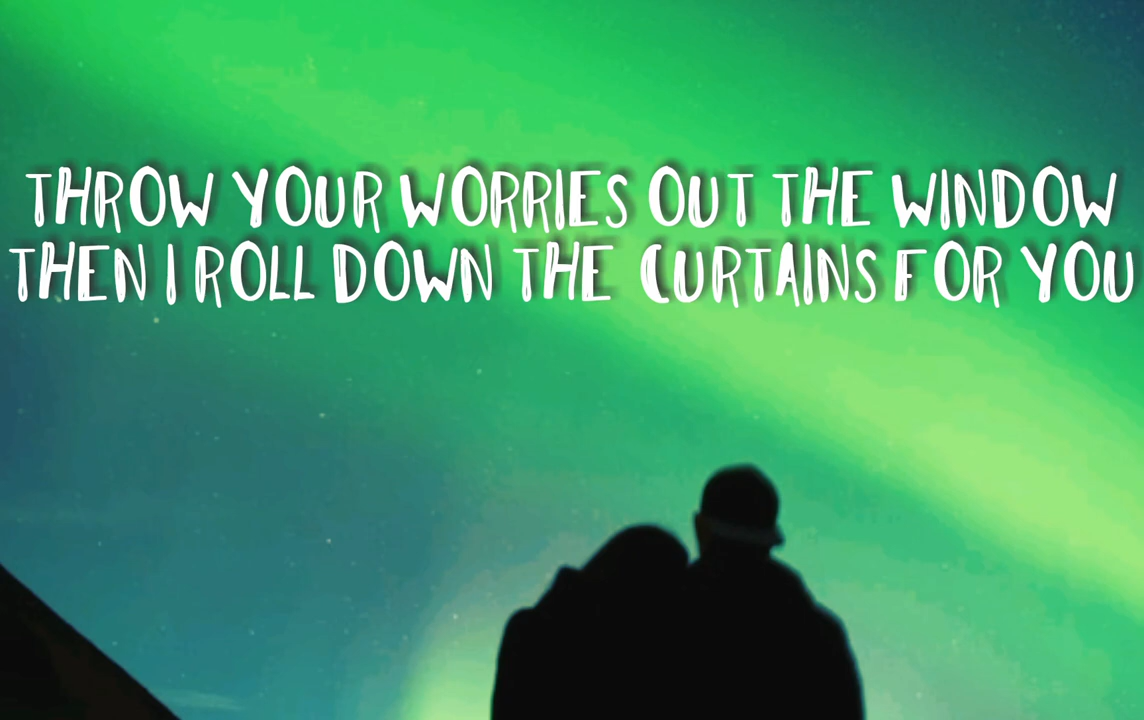 THROW YOUR WORRIES OUT THE WINDOW
THEN I ROLL DOWN THE CURTAINS FOR YOU